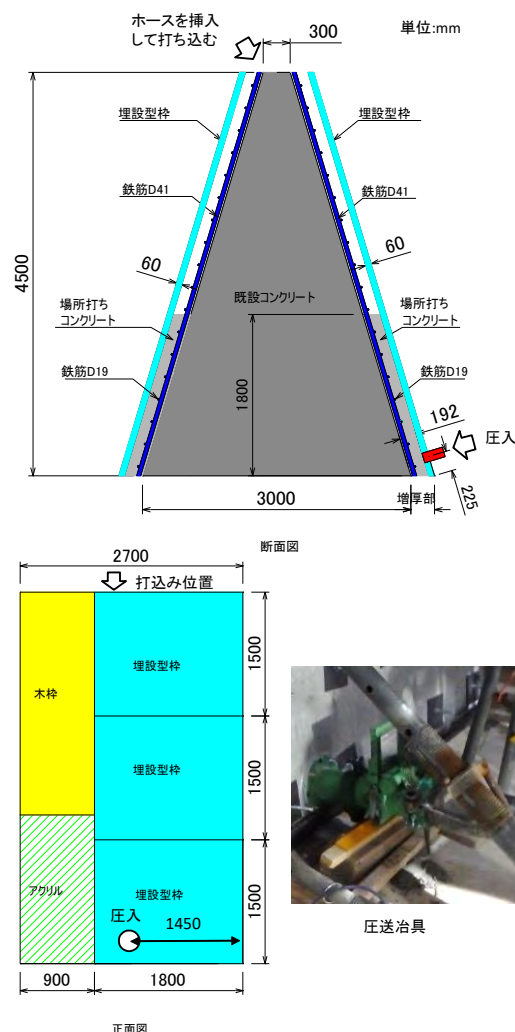 ホースを挿入
して打ち込む
300
単位:mm
埋設型枠
埋設型枠
鉄筋D41
鉄筋D41
4500
60
60
既設コンクリート
場所打ち
コンクリート
場所打ち
コンクリート
鉄筋D19
鉄筋D19
1800
192
圧入
3000
増厚部
225
断面図
2700
打込み位置
木枠
埋設型枠
1500
埋設型枠
1500
アクリル
埋設型枠
1500
圧入
1450
圧送冶具
900
1800
正面図